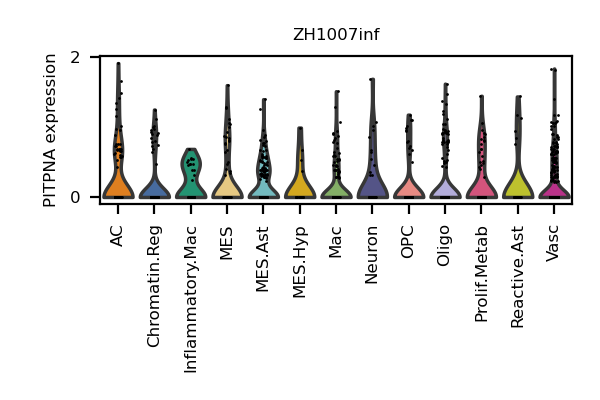 ZH1007inf
PITPNA expression
2
0
AC
Chromatin.Reg
Inflammatory.Mac
MES
MES.Ast
MES.Hyp
Mac
Neuron
OPC
Oligo
Prolif.Metab
Reactive.Ast
Vasc